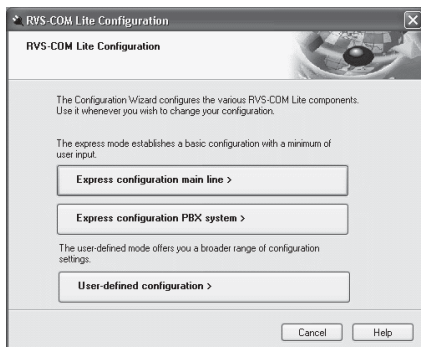 RVS-COM Lite Configuration
RVS-COM Lite Configuration
The Configuration Wizard configures the various RVS-COM Lite components.
Use it whenever you wish to change your configuration.
The express mode establishes a basic configuration with a minimum of
user input.
Express configuration main line >
Express configuration PBX system >
The user-defined mode offers you a broader range of configuration
settings.
User-defined configuration >
Cancel
Help